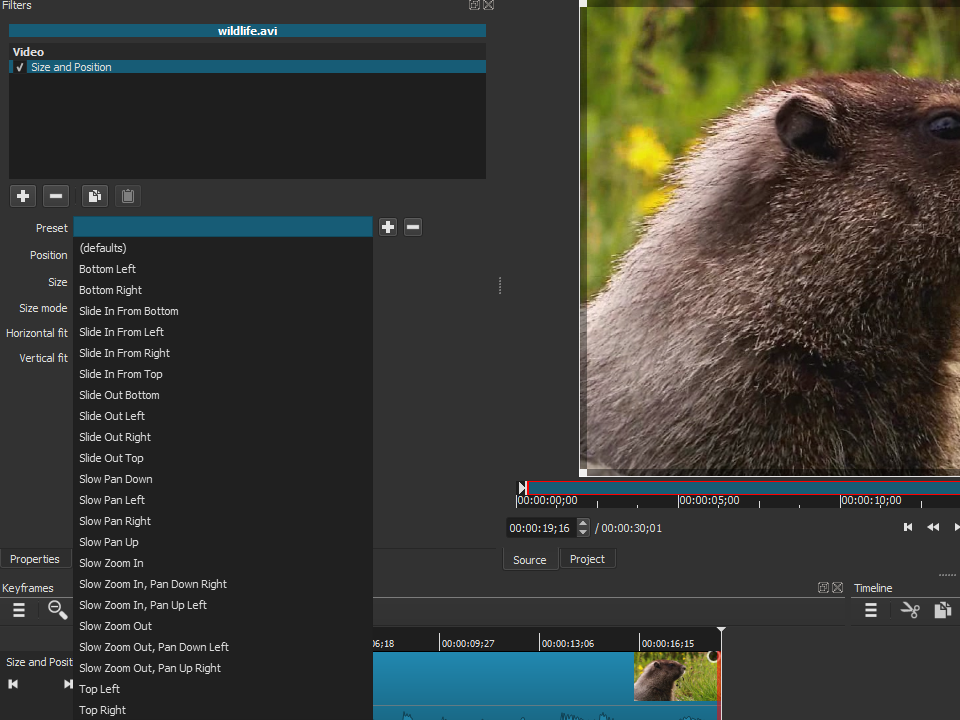 Filters
wildlife.avi
Video
Size and Position
Preset
(defaults)
Position
Bottom Left
Size
Bottom Right
Size mode
Slide In From Bottom
Horizontal fit
Slide In From Left
Vertical fit
Slide In From Right
Slide In From Top
Slide Out Bottom
Slide Out Left
Slide Out Right
Slide Out Top
Slow Pan Down
Slow Pan Left
Slow Pan Right
Slow Pan Up
Slow Zoom In
Slow Zoom In, Pan Down Right
Slow Zoom In, Pan Up Left
Slow Zoom Out
Slow Zoom Out, Pan Down Left
Slow Zoom Out, Pan Up Right
Top Left
Top Right
00:00:00;00 00:00:05;00 00:00:10;00
00:00:19;16 / 00:00:30;01
Properties
Source Project
Keyframes
Timeline
06;18 00:00:09;27 00:00:13;06 00:00:16;15
Size and Posit